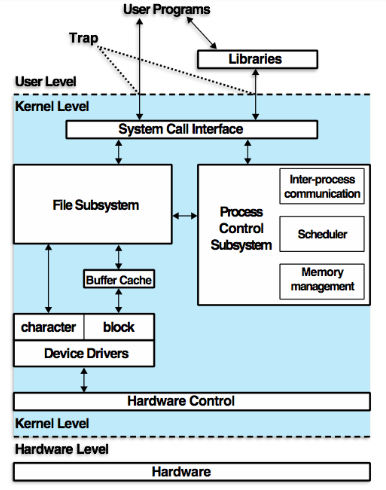 User Programs
Trap
Libraries
User Level
Kernel Level
System Call Interface
File Subsystem
Process
Control
Subsystem
Inter-process
communication
Scheduler
Memory
management
Buffer Cache
character
block
Device Drivers
Hardware Control
Kernel Level
Hardware Level
Hardware